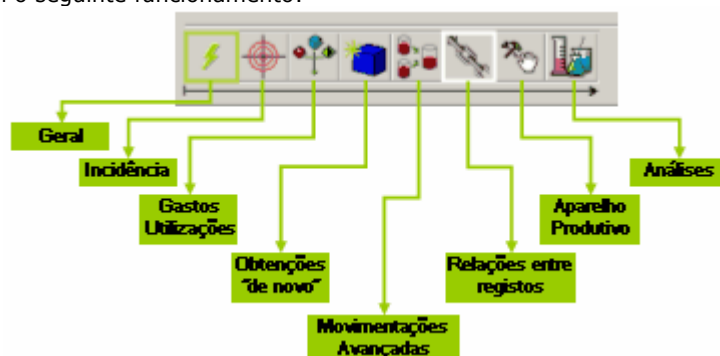 o seguinte funcionamento:
Geral
Incidência
Análises
Gastos
Utilizações
Aparelho
Produtivo
Obtenções
"de novo"
Relações entre
registos
Movimentações
Avançadas